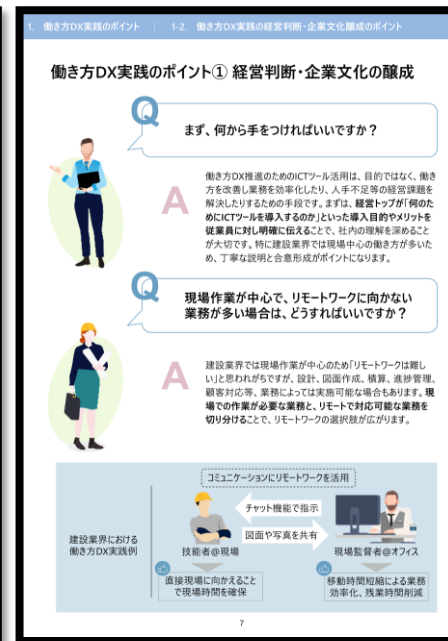 1. 働き方DX実践のポイント | 1-2. 働き方DX実践の経営判断・企業文化醸成のポイント
働き方DX実践のポイント① 経営判断・企業文化の醸成
Q
まず、何から手をつければいいですか？
A
働き方DX推進のためのICTツール活用は、目的ではなく、働き
方を改善し業務を効率化したり、人手不足等の経営課題を
解決したりするための手段です。まずは、経営トップが「何のた
めにICTツールを導入するのか」といった導入目的やメリットを
従業員に対し明確に伝えることで、社内の理解を深めること
が大切です。特に建設業界では現場中心の働き方が多いた
め、丁寧な説明と合意形成がポイントになります。
Q
現場作業が中心で、リモートワークに向かない
業務が多い場合は、どうすればいいですか？
A
建設業界では現場作業が中心のため「リモートワークは難し
い」と思われがちですが、設計、図面作成、積算、進捗管理、
顧客対応等、業務によっては実施可能な場合もあります。現
場での作業が必要な業務と、リモートで対応可能な業務を
切り分けることで、リモートワークの選択肢が広がります。
コミュニケーションにリモートワークを活用
チャット機能で指示
図面や写真を共有
建設業界における
働き方DX実践例
技能者@現場
現場監督者@オフィス
直接現場に向かえること
で現場時間を確保
移動時間短縮による業務
効率化、残業時間削減
7